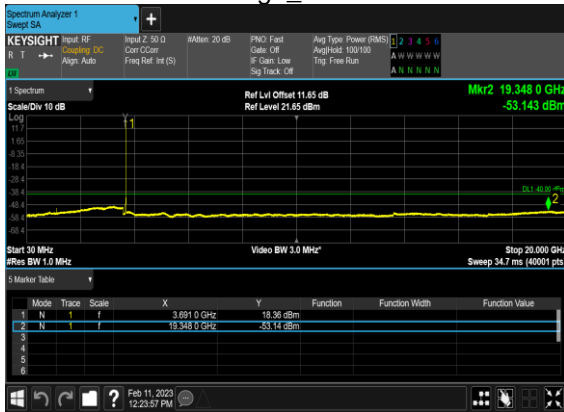 Spectrum Analyzer 1
Swept SA
+
KEYSIGHT Input: RF Input Z: 50 Ω #Atten: 20 dB PNO: Fast Avg Type: Power (RMS) 1 2 3 4 5 6
R T Coupling: DC Corr CCorr Gate: Off Avg|Hold: 100/100 A W W W W W
Align: Auto Freq Ref: Int (S) IF Gain: Low Trig: Free Run A N N N N N
Sig Track: Off
1 Spectrum Ref Lvl Offset 11.65 dB Mkr2 19.348 0 GHz
Scale/Div 10 dB Ref Level 21.65 dBm -53.143 dBm
Log
11.7
1.65
-8.35
-18.4
-28.4
-38.4
-48.4
-58.4
-68.4
1
DL1 -40.00 dBm
2
Start 30 MHz Video BW 3.0 MHz* Stop 20.000 GHz
#Res BW 1.0 MHz Sweep 34.7 ms (40001 pts)
5 Marker Table
Mode Trace Scale X Y Function Function Width Function Value
1 N 1 f 3.691 0 GHz 18.36 dBm
2 N 1 f 19.348 0 GHz -53.14 dBm
3
4
5
6
? Feb 11, 2023
12:23:57 PM